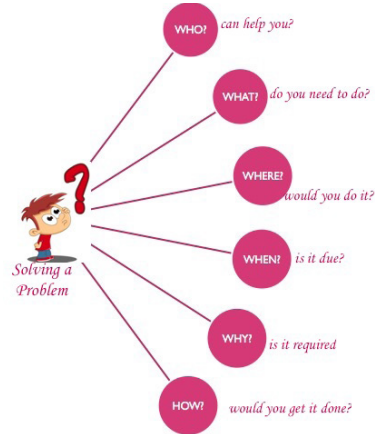 WHO? can help you?
WHAT? do you need to do?
WHERE? would you do it?
WHEN? is it due?
Solving a
Problem
WHY? is it required
HOW? would you get it done?